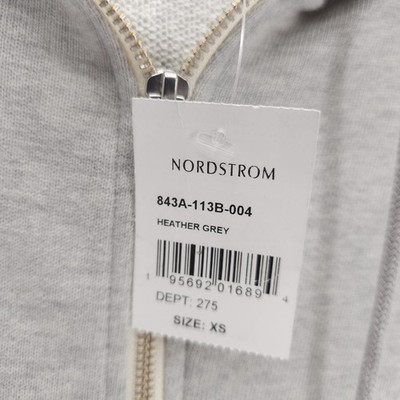 NORDSTROM
843A-113B-004
HEATHER GREY
1 95692 01689 4
DEPT: 275
SIZE: XS